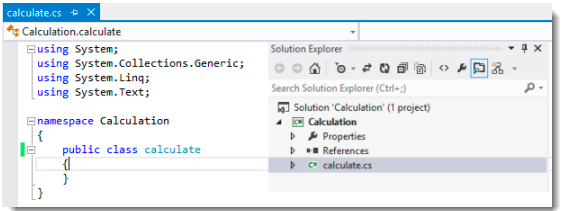 calculate.cs
Calculation.calculate
using System;
using System.Collections.Generic;
using System.Linq;
using System.Text;
namespace Calculation
{
public class calculate
{
}
}
Solution Explorer
Search Solution Explorer (Ctrl+;)
Solution 'Calculation' (1 project)
Calculation
Properties
References
calculate.cs